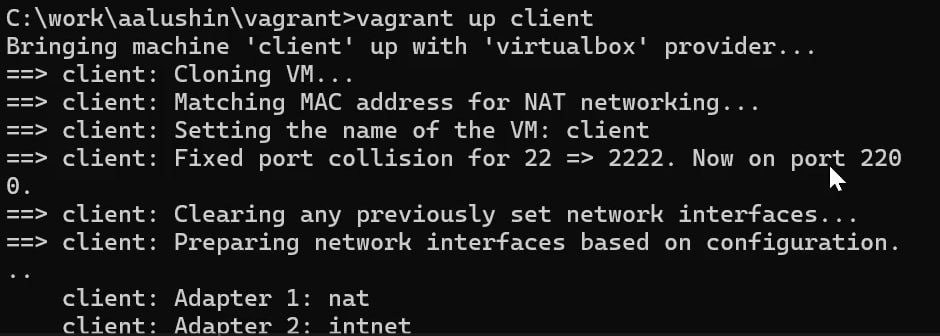 C:\work\aalushin\vagrant>vagrant up client
Bringing machine 'client' up with 'virtualbox' provider...
==> client: Cloning VM...
==> client: Matching MAC address for NAT networking...
==> client: Setting the name of the VM: client
==> client: Fixed port collision for 22 => 2222. Now on port 220
0.
==> client: Clearing any previously set network interfaces...
==> client: Preparing network interfaces based on configuration.
..
    client: Adapter 1: nat
    client: Adapter 2: intnet